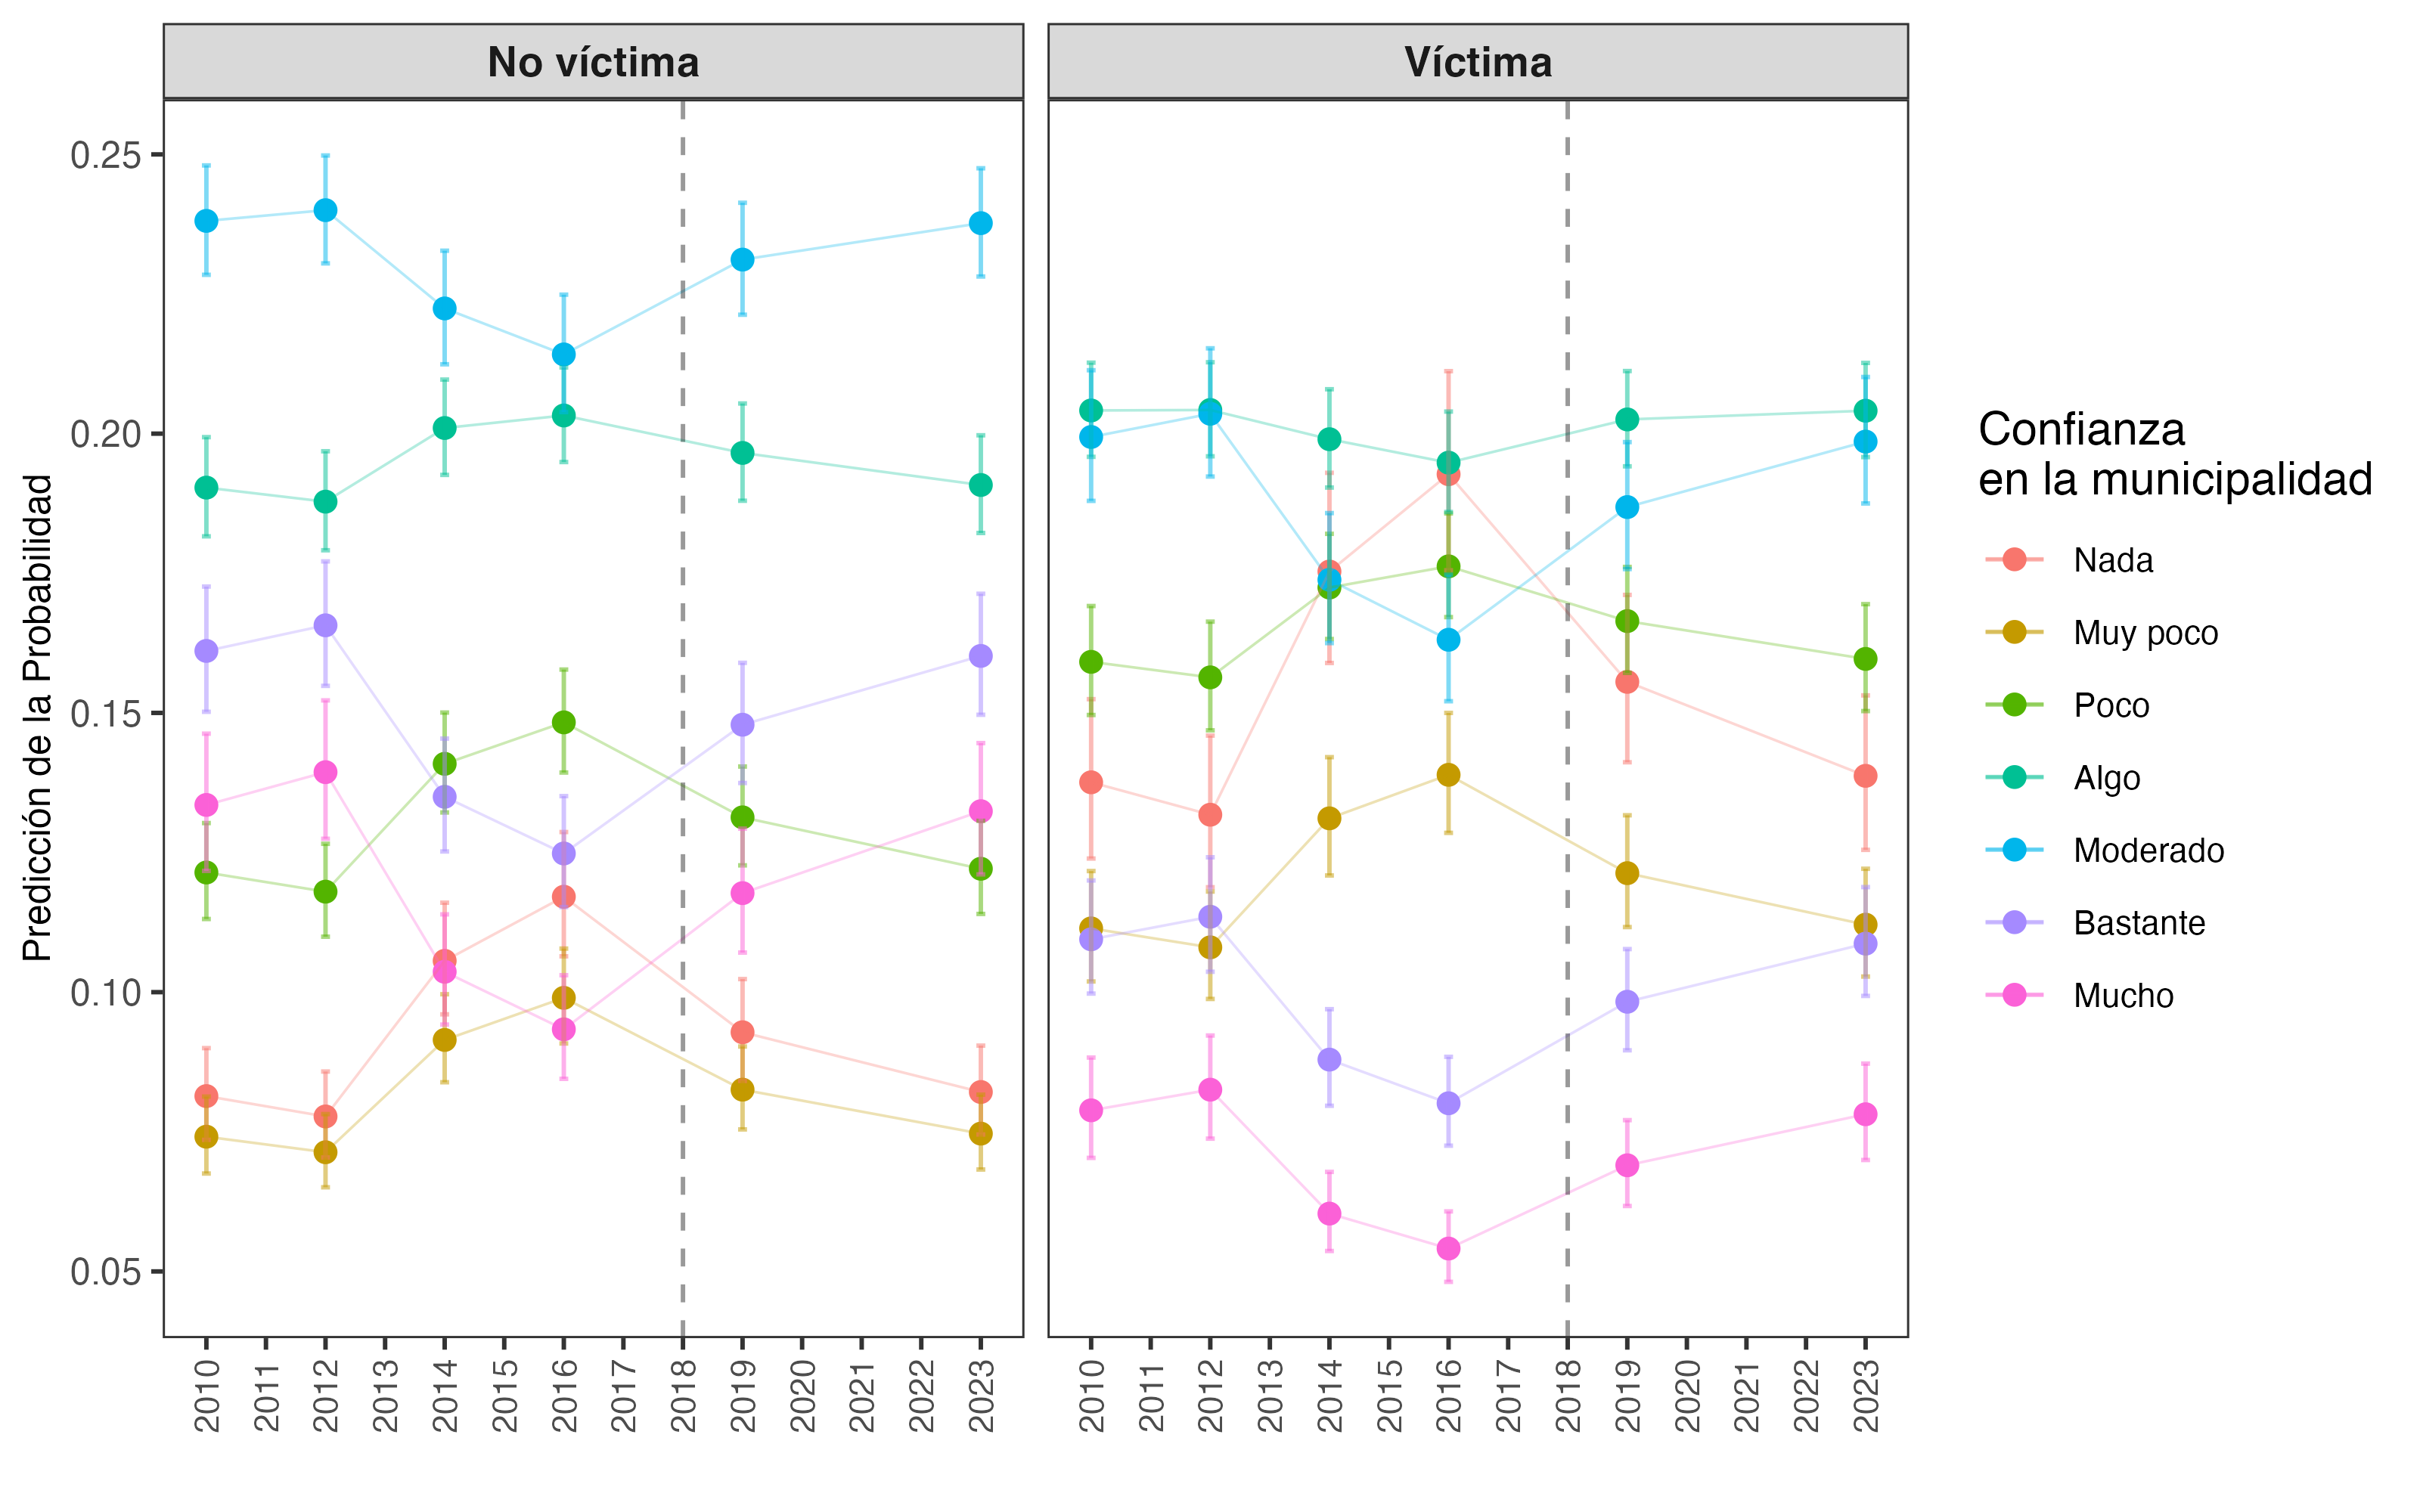 No víctima
Víctima
Predicción de la Probabilidad
0.25
0.20
0.15
0.10
0.05
2010
2011
2012
2013
2014
2015
2016
2017
2018
2019
2020
2021
2022
2023
2010
2011
2012
2013
2014
2015
2016
2017
2018
2019
2020
2021
2022
2023
Confianza
en la municipalidad
Nada
Muy poco
Poco
Algo
Moderado
Bastante
Mucho